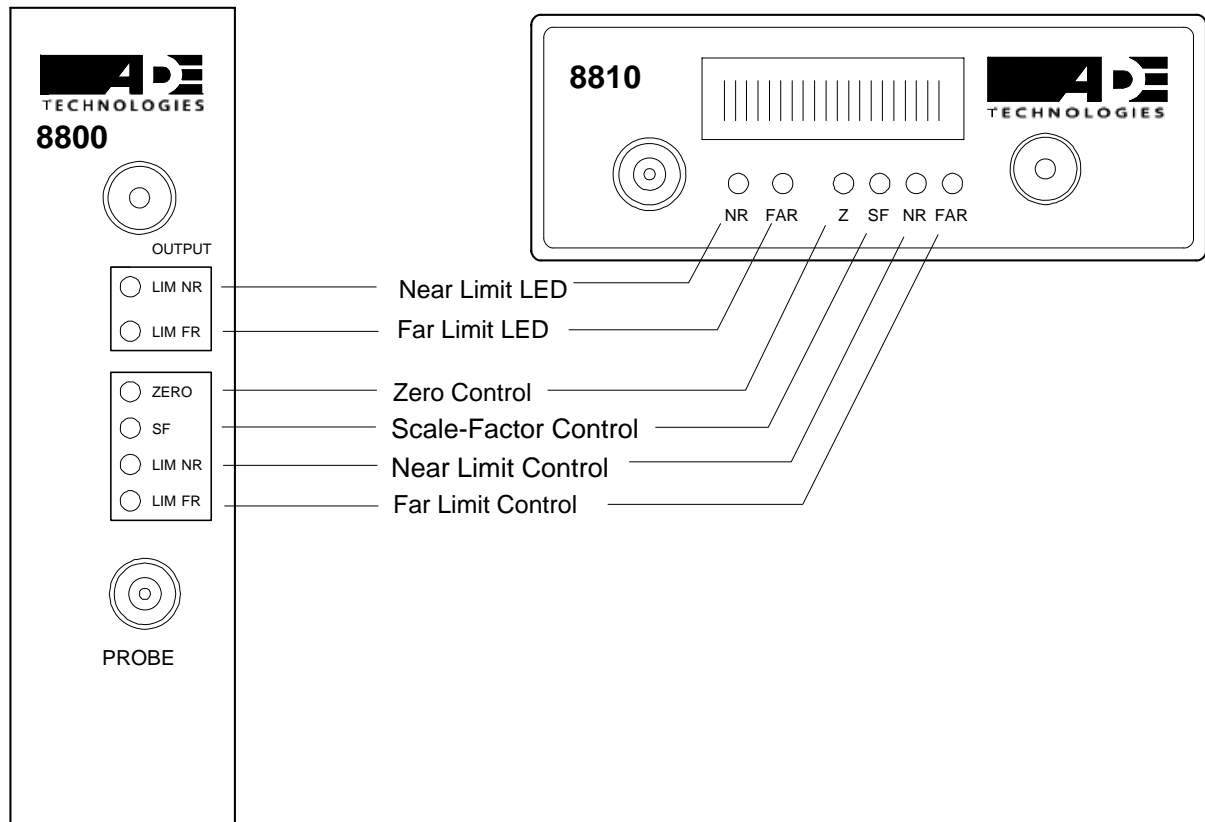 ADE
TECHNOLOGIES
8800
OUTPUT
LIM NR
LIM FR
ZERO
SF
LIM NR
LIM FR
PROBE
8810
ADE
TECHNOLOGIES
NR FAR Z SF NR FAR
Near Limit LED
Far Limit LED
Zero Control
Scale-Factor Control
Near Limit Control
Far Limit Control